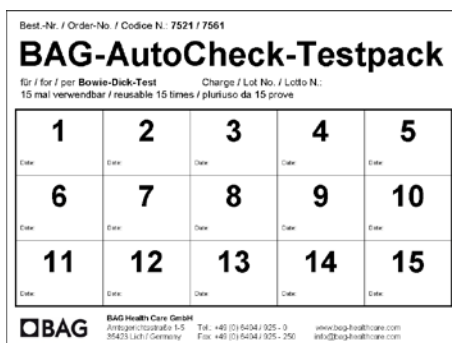 Best.-Nr. / Order-No. / Codice N.: 7521 / 7561
BAG-AutoCheck-Testpack
für / for / per Bowie-Dick-Test Charge / Lot No. / Lotto N.:
15 mal verwendbar / reusable 15 times / pluriuso da 15 prove
1 2 3 4 5
Date: Date: Date: Date: Date:
6 7 8 9 10
Date: Date: Date: Date: Date:
11 12 13 14 15
Date: Date: Date: Date: Date:
BAG
BAG Health Care GmbH
Amtsgerichtsstraße 1-5 Tel.: +49 (0) 6404 / 925 - 0 www.bag-healthcare.com
35423 Lich / Germany Fax: +49 (0) 6404 / 925 - 250 info@bag-healthcare.com